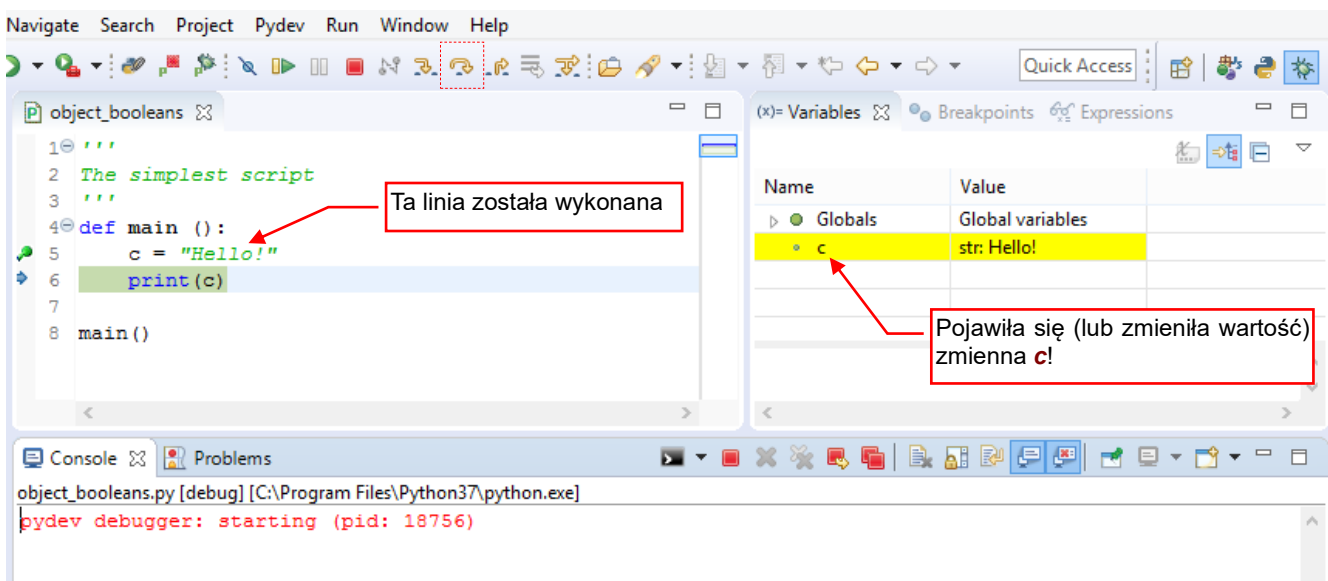 Navigate Search Project Pydev Run Window Help
Quick Access
object_booleans
(x)= Variables Breakpoints Expressions
1 '''
2 The simplest script
3 '''
4 def main ():
5 c = "Hello!"
6 print(c)
7
8 main()
Ta linia została wykonana
Name Value
Globals Global variables
c str: Hello!
Pojawiła się (lub zmieniła wartość)
zmienna c!
Console Problems
object_booleans.py [debug] [C:\Program Files\Python37\python.exe]
pydev debugger: starting (pid: 18756)